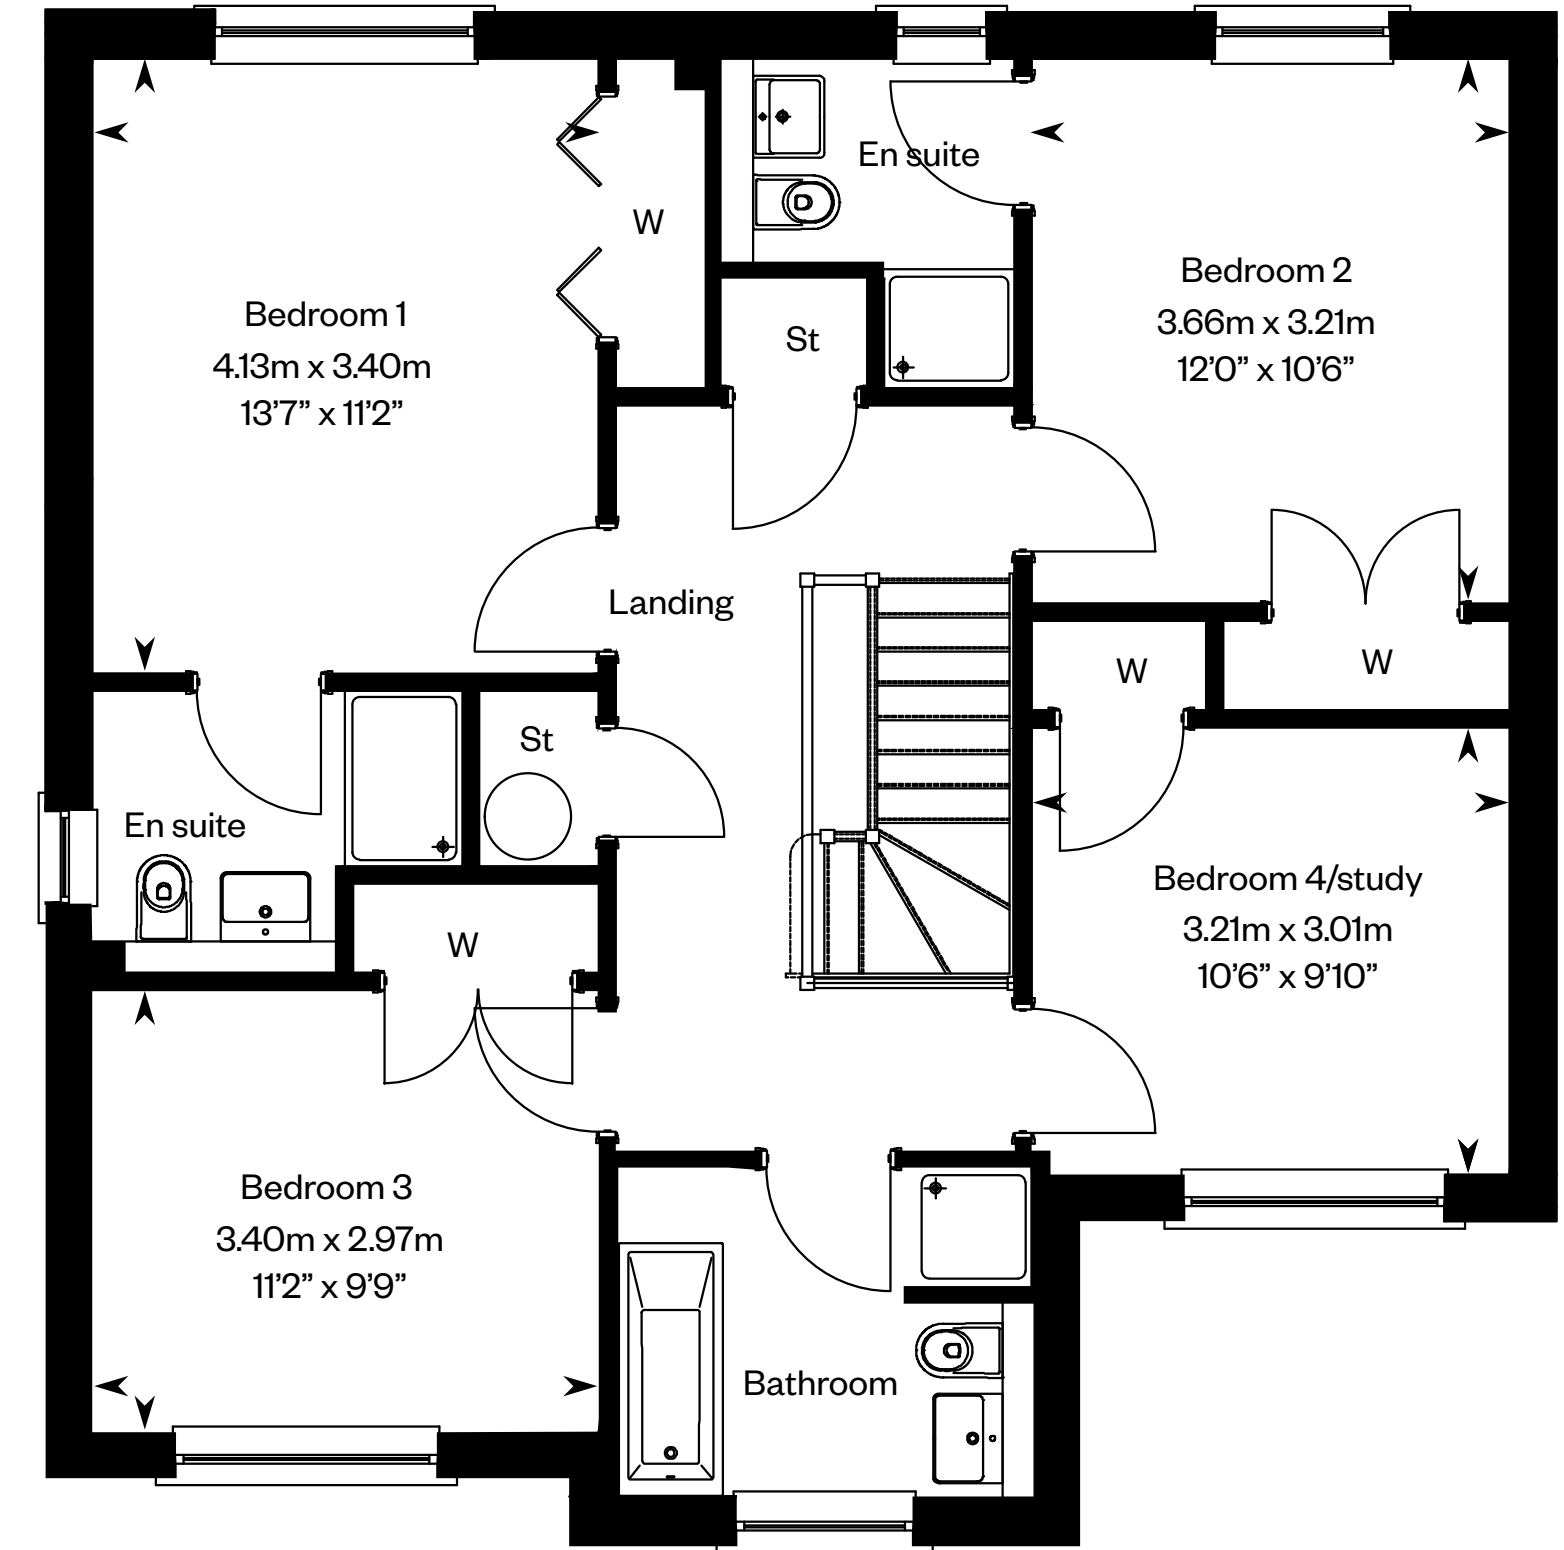 En suite
W
Bedroom 2
3.66m x 3.21m
12’0” x 10’6”
Bedroom 1
4.13m x 3.40m
13’7” x 11’2”
St
Landing
W
W
St
En suite
Bedroom 4/study
3.21m x 3.01m
10’6” x 9’10”
W
Bedroom 3
3.40m x 2.97m
11’2” x 9’9”
Bathroom